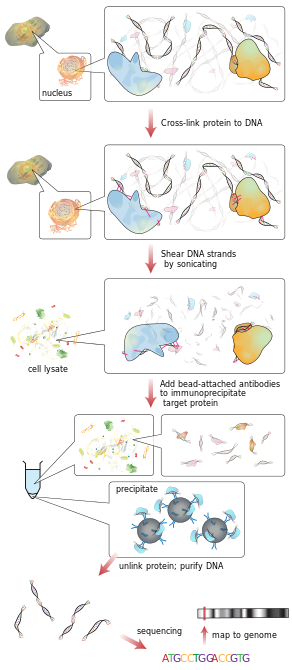 nucleus
Cross-link protein to DNA
Shear DNA strands
by sonicating
cell lysate
Add bead-attached antibodies
to immunoprecipitate
target protein
precipitate
unlink protein; purify DNA
sequencing
map to genome
ATGCCTGGACCGTG